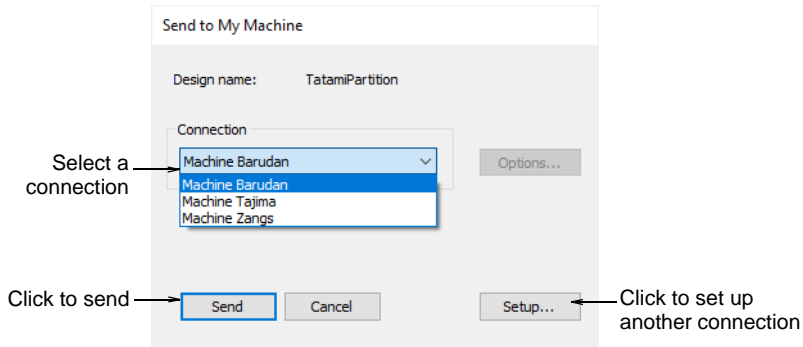 Send to My Machine
Design name: TatamiPartition
Connection
Select a
connection
Machine Barudan
Options...
Machine Barudan
Machine Tajima
Machine Zangs
Click to send
Send
Cancel
Setup...
Click to set up
another connection